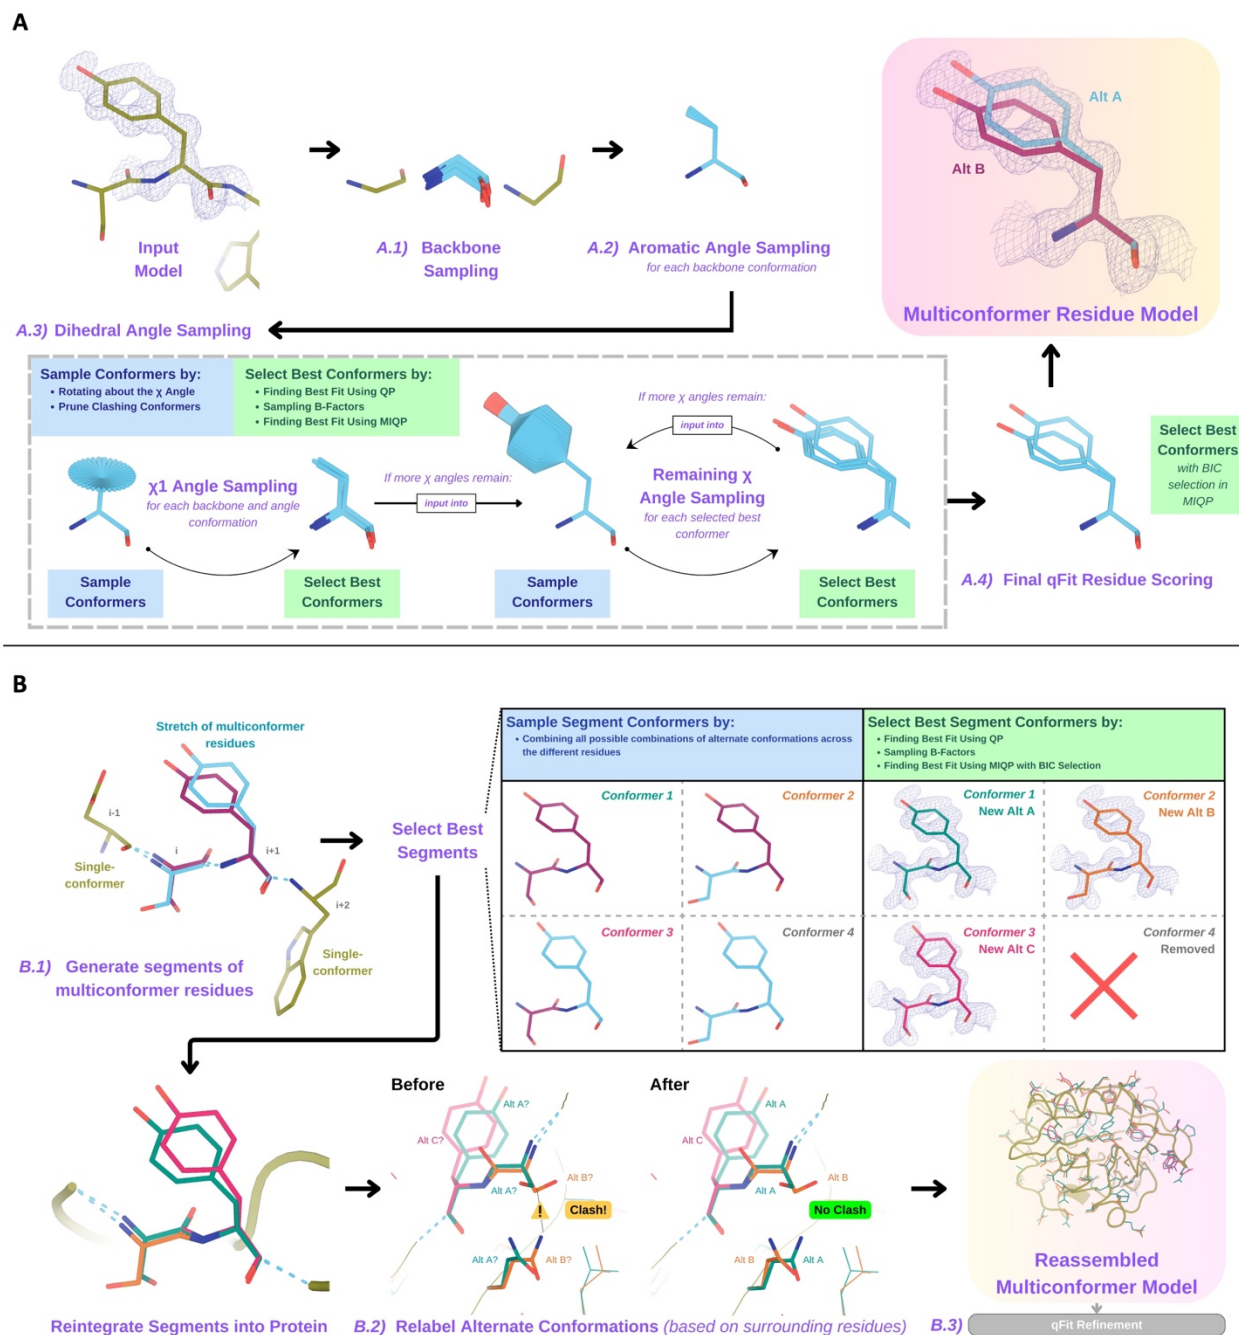 A
Input
Model
A.1) Backbone
Sampling
A.2) Aromatic Angle Sampling
for each backbone conformation
Alt A
Alt B
Multiconformer Residue Model
A.3) Dihedral Angle Sampling
Sample Conformers by:
• Rotating about the χ Angle
• Prune Clashing Conformers
Select Best Conformers by:
• Finding Best Fit Using QP
• Sampling B-Factors
• Finding Best Fit Using MIQP
χ1 Angle Sampling
for each backbone and angle
conformation
Sample
Conformers
Select Best
Conformers
If more χ angles remain:
input into
If more χ angles remain:
input into
Remaining χ
Angle Sampling
for each selected best
conformer
Sample
Conformers
Select Best
Conformers
Select Best
Conformers
with BIC
selection in
MIQP
A.4) Final qFit Residue Scoring
B
Stretch of multiconformer
residues
i-1
Single-
conformer
i
i+1
i+2
Single-
conformer
B.1) Generate segments of
multiconformer residues
Select Best
Segments
Sample Segment Conformers by:
• Combining all possible combinations of alternate conformations across
the different residues
Select Best Segment Conformers by:
• Finding Best Fit Using QP
• Sampling B-Factors
• Finding Best Fit Using MIQP with BIC Selection
Conformer 1
Conformer 2
Conformer 3
Conformer 4
Conformer 1
New Alt A
Conformer 2
New Alt B
Conformer 3
New Alt C
Conformer 4
Removed
Reintegrate Segments into Protein
Before
Alt A?
Alt C?
Alt B?
Alt A?
!
Clash!
Alt A?
Alt B?
After
Alt A
Alt C
Alt B
Alt A
No Clash
Alt B
Alt A
B.2) Relabel Alternate Conformations (based on surrounding residues)
Reassembled
Multiconformer Model
B.3)
qFit Refinement